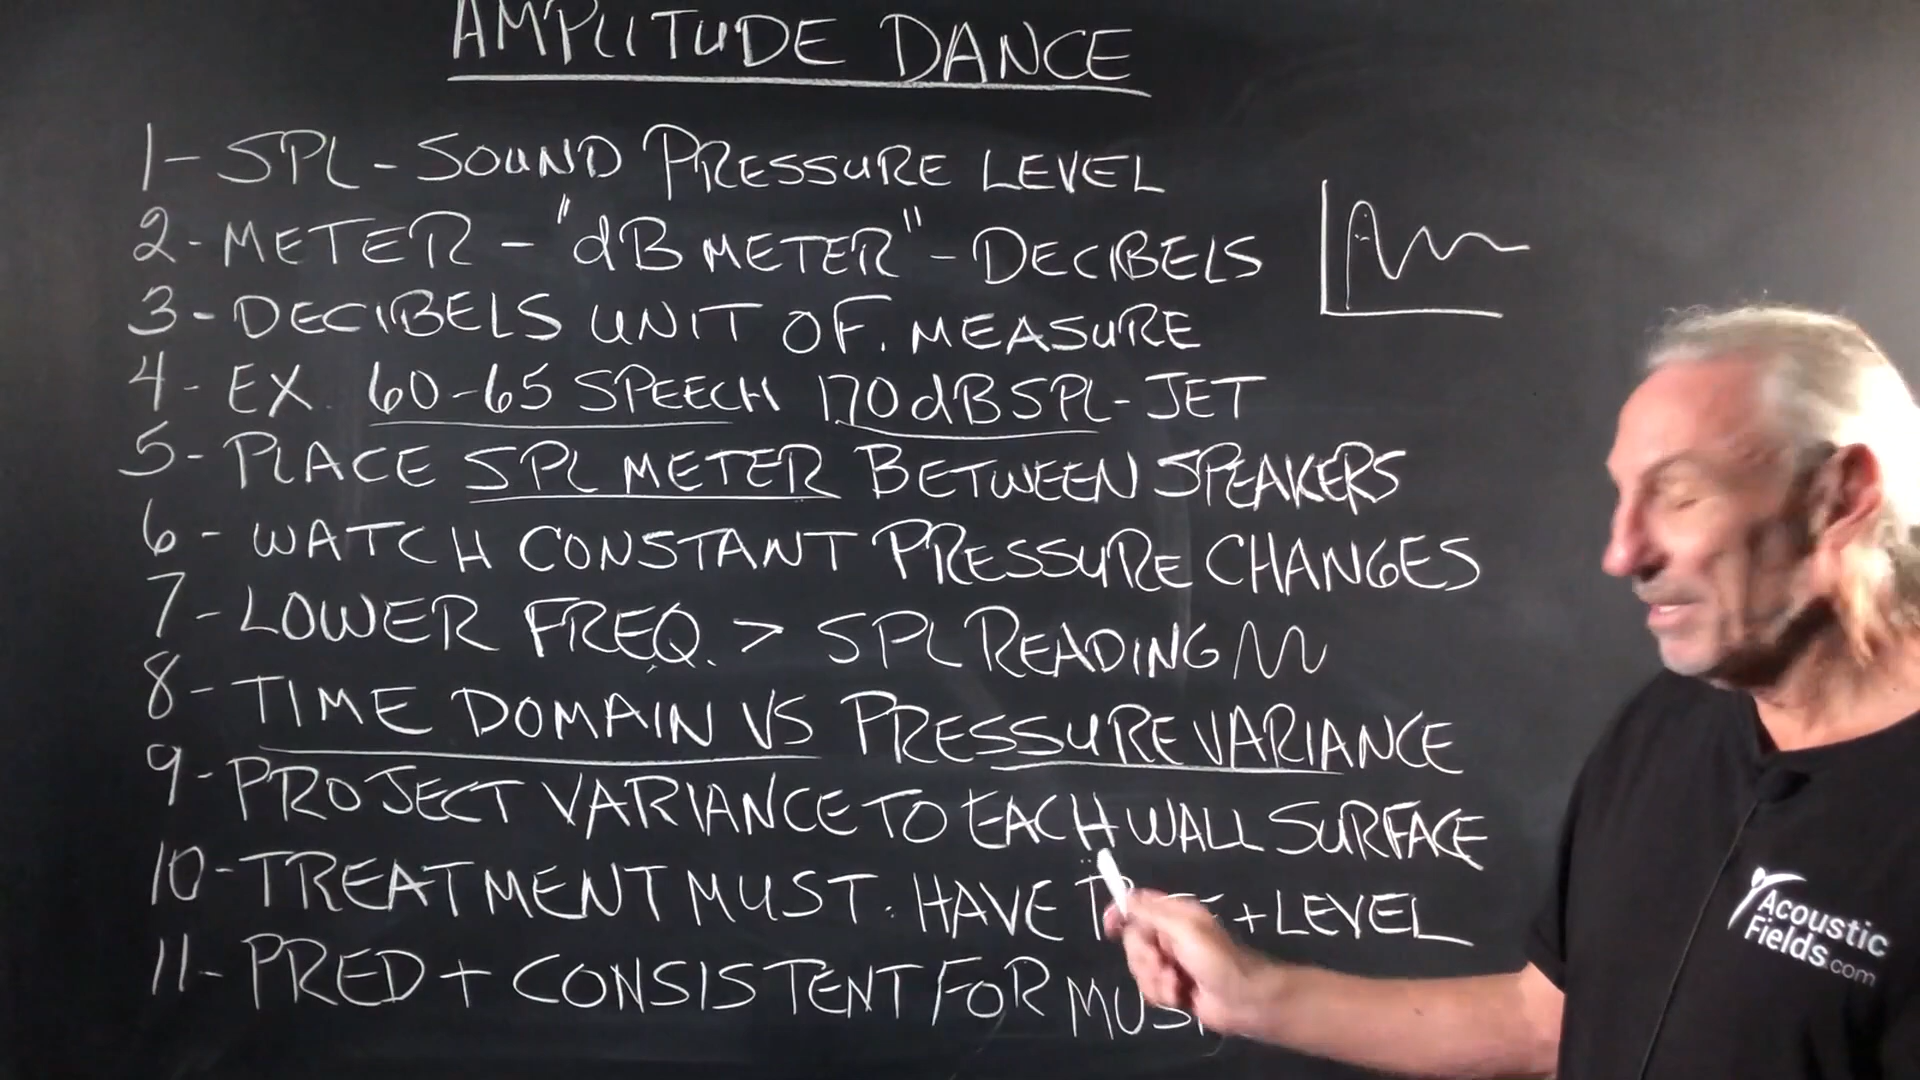 AMPLITUDE DANCE
1- SPL - SOUND PRESSURE LEVEL
2- METER - "dB METER" - DECIBELS
3- DECIBELS UNIT OF. MEASURE
4- EX. 60-65 SPEECH 170dBSPL-JET
5- PLACE SPL METER BETWEEN SPEAKERS
6- WATCH CONSTANT PRESSURE CHANGES
7- LOWER FREQ. > SPL READING
8- TIME DOMAIN VS PRESSURE VARIANCE
9- PROJECT VARIANCE TO EACH WALL SURFACE
10- TREATMENT MUST. HAVE + LEVEL
11- PRED + CONSISTENT FOR
Acoustic
Fields.com